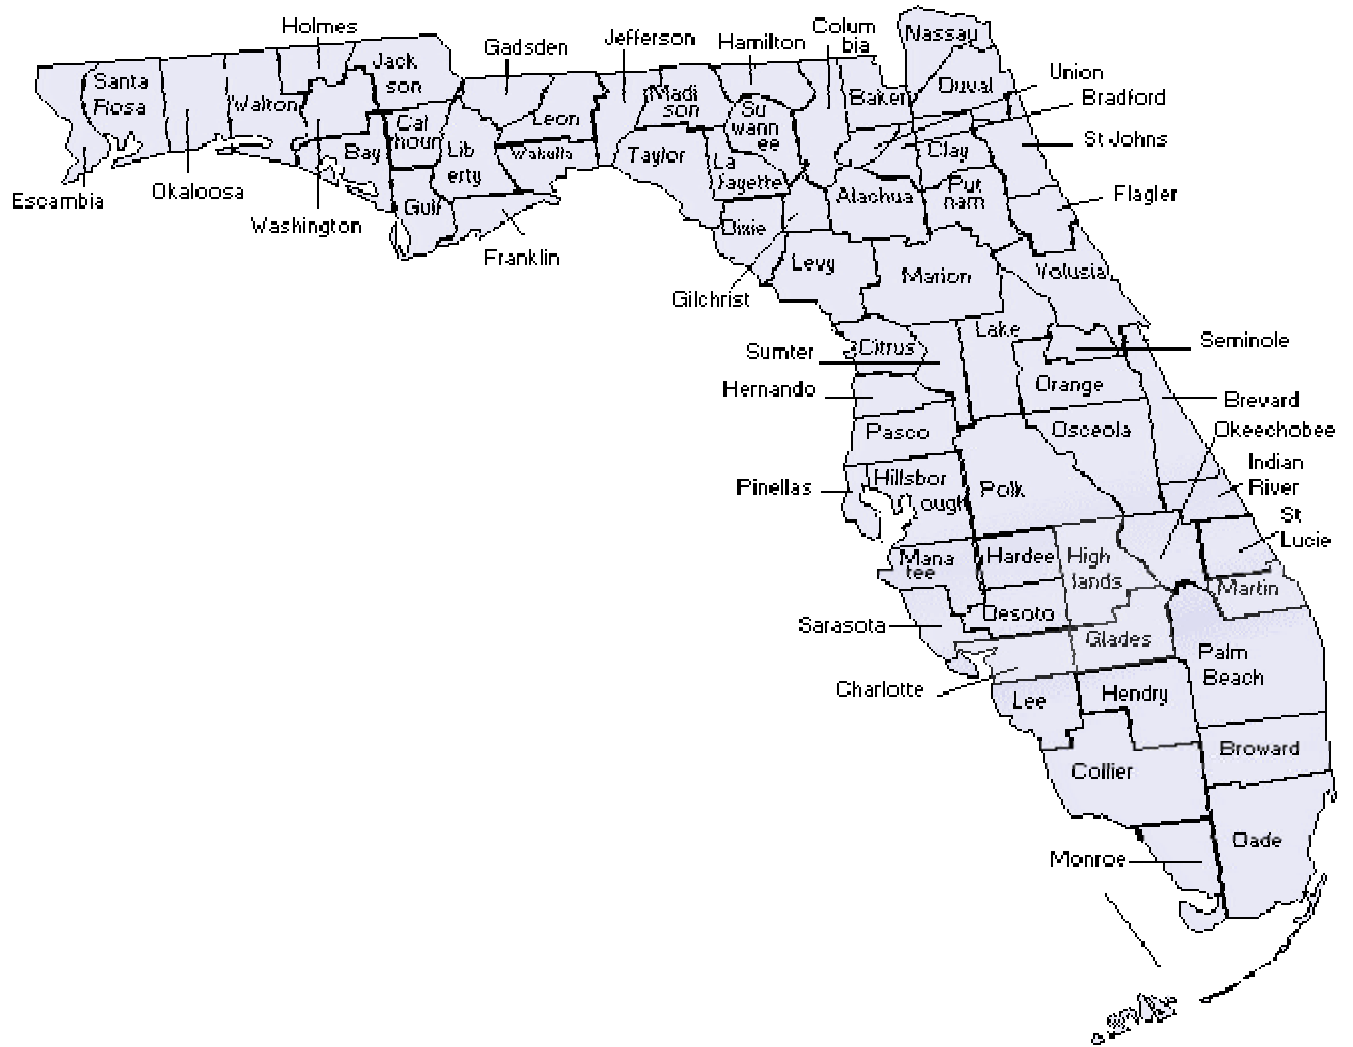 Holmes
Gadsden
Jefferson
Hamilton
Colum
bia
Nassau
Santa
Rosa
Jack
son
Walton
Union
Bradford
Duval
Baker
Madi
son
Leon
Su
wann
ee
Cal
houn
Bay
Lib
erty
Wakulla
Taylor
La
fayette
Clay
St Johns
Escambia
Okaloosa
Washington
Gulf
Franklin
Dixie
Alachua
Put
nam
Flagler
Gilchrist
Levy
Marion
Volusia
Lake
Citrus
Sumter
Seminole
Hernando
Orange
Brevard
Pasco
Osceola
Okeechobee
Pinellas
Hillsbor
ough
Polk
Indian
River
St
Lucie
Mana
tee
Hardee
High
lands
Martin
Sarasota
Desoto
Glades
Charlotte
Lee
Hendry
Palm
Beach
Collier
Broward
Monroe
Dade